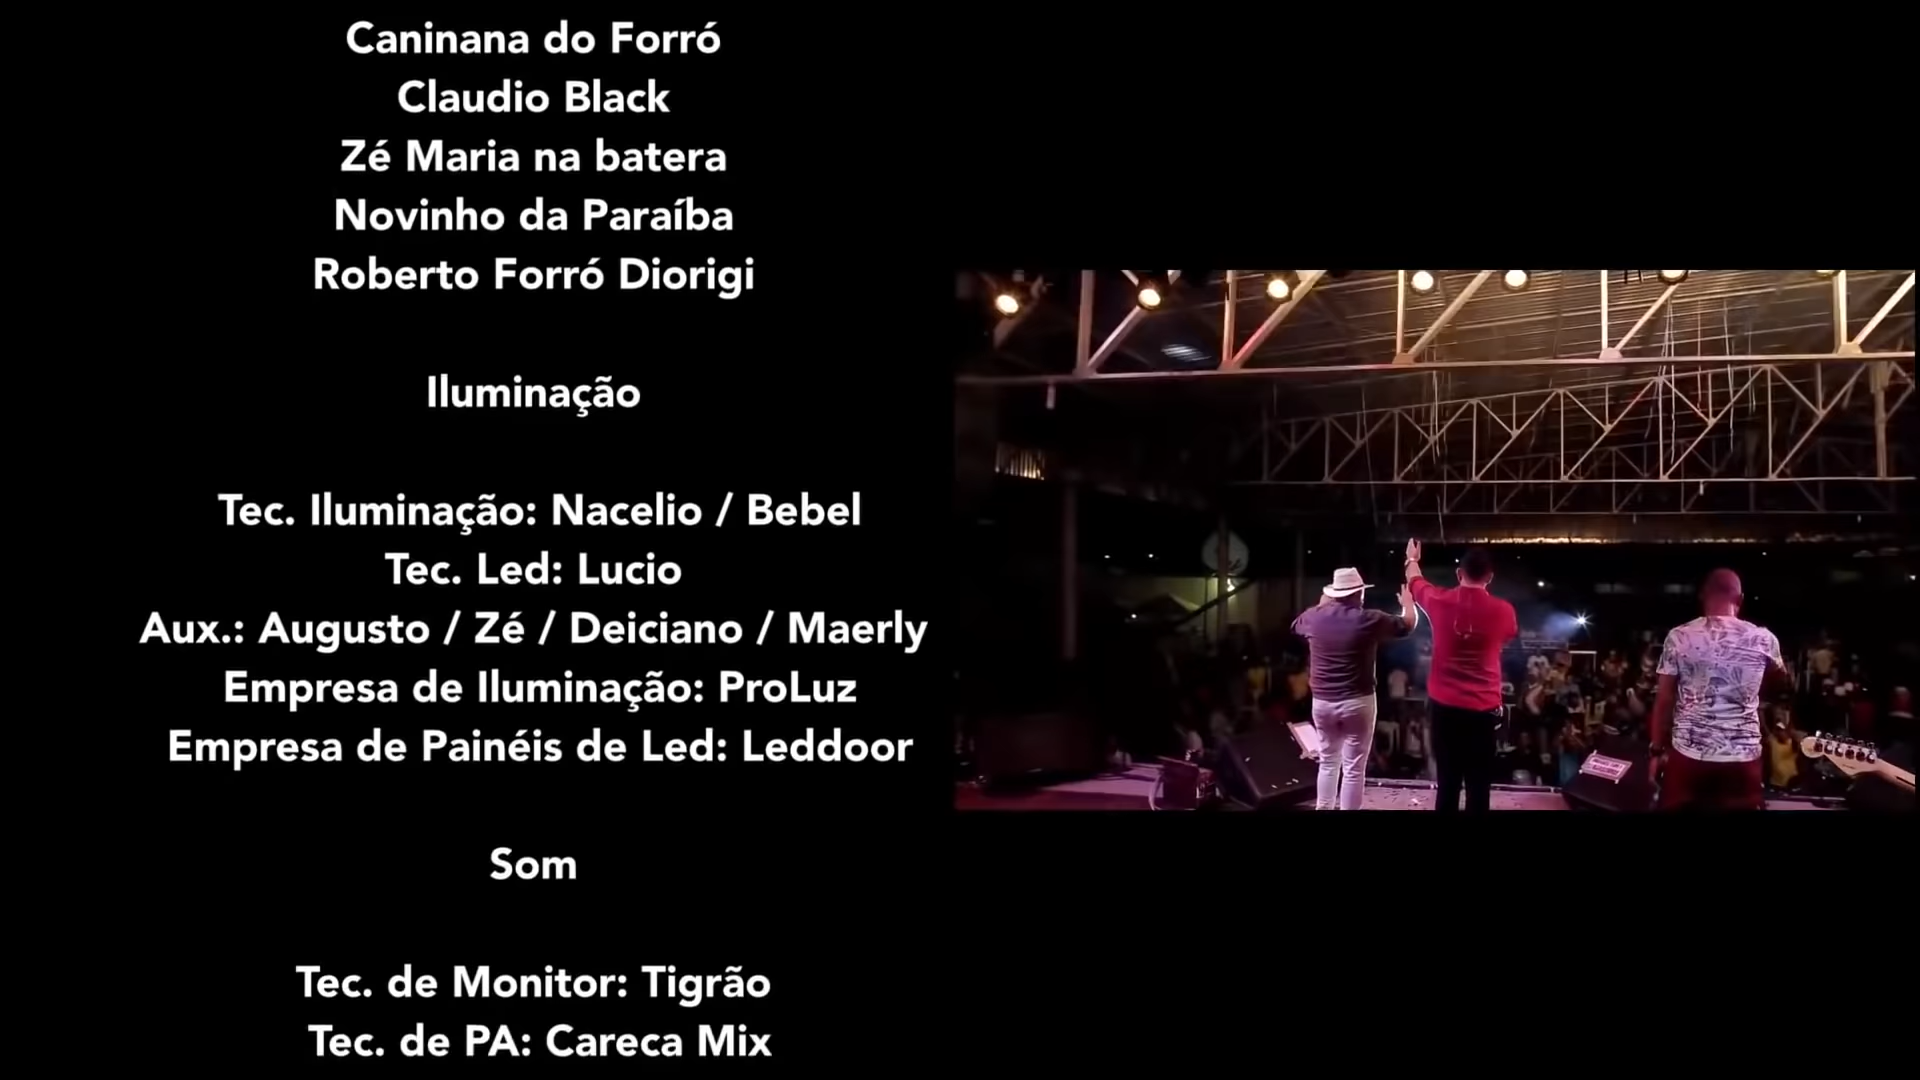 Caninana do Forró
Claudio Black
Zé Maria na batera
Novinho da Paraíba
Roberto Forró Diorigi
Iluminação
Tec. Iluminação: Nacelio / Bebel
Tec. Led: Lucio
Aux.: Augusto / Zé / Deiciano / Maerly
Empresa de Iluminação: ProLuz
Empresa de Painéis de Led: Leddoor
Som
Tec. de Monitor: Tigrão
Tec. de PA: Careca Mix